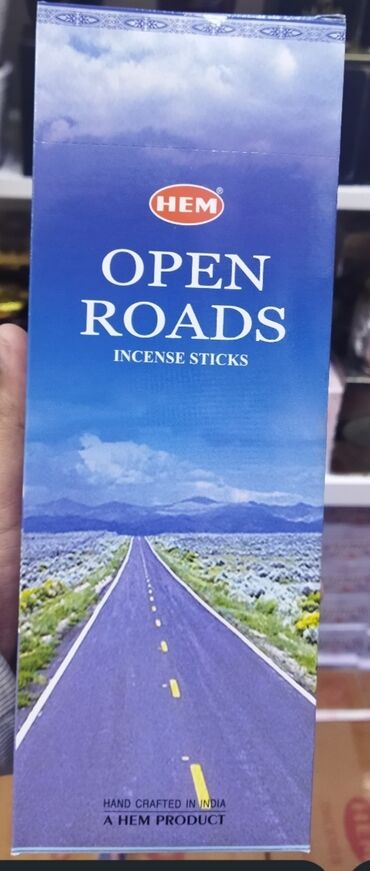 HEM®
OPEN
ROADS
INCENSE STICKS
HAND CRAFTED IN INDIA
A HEM PRODUCT